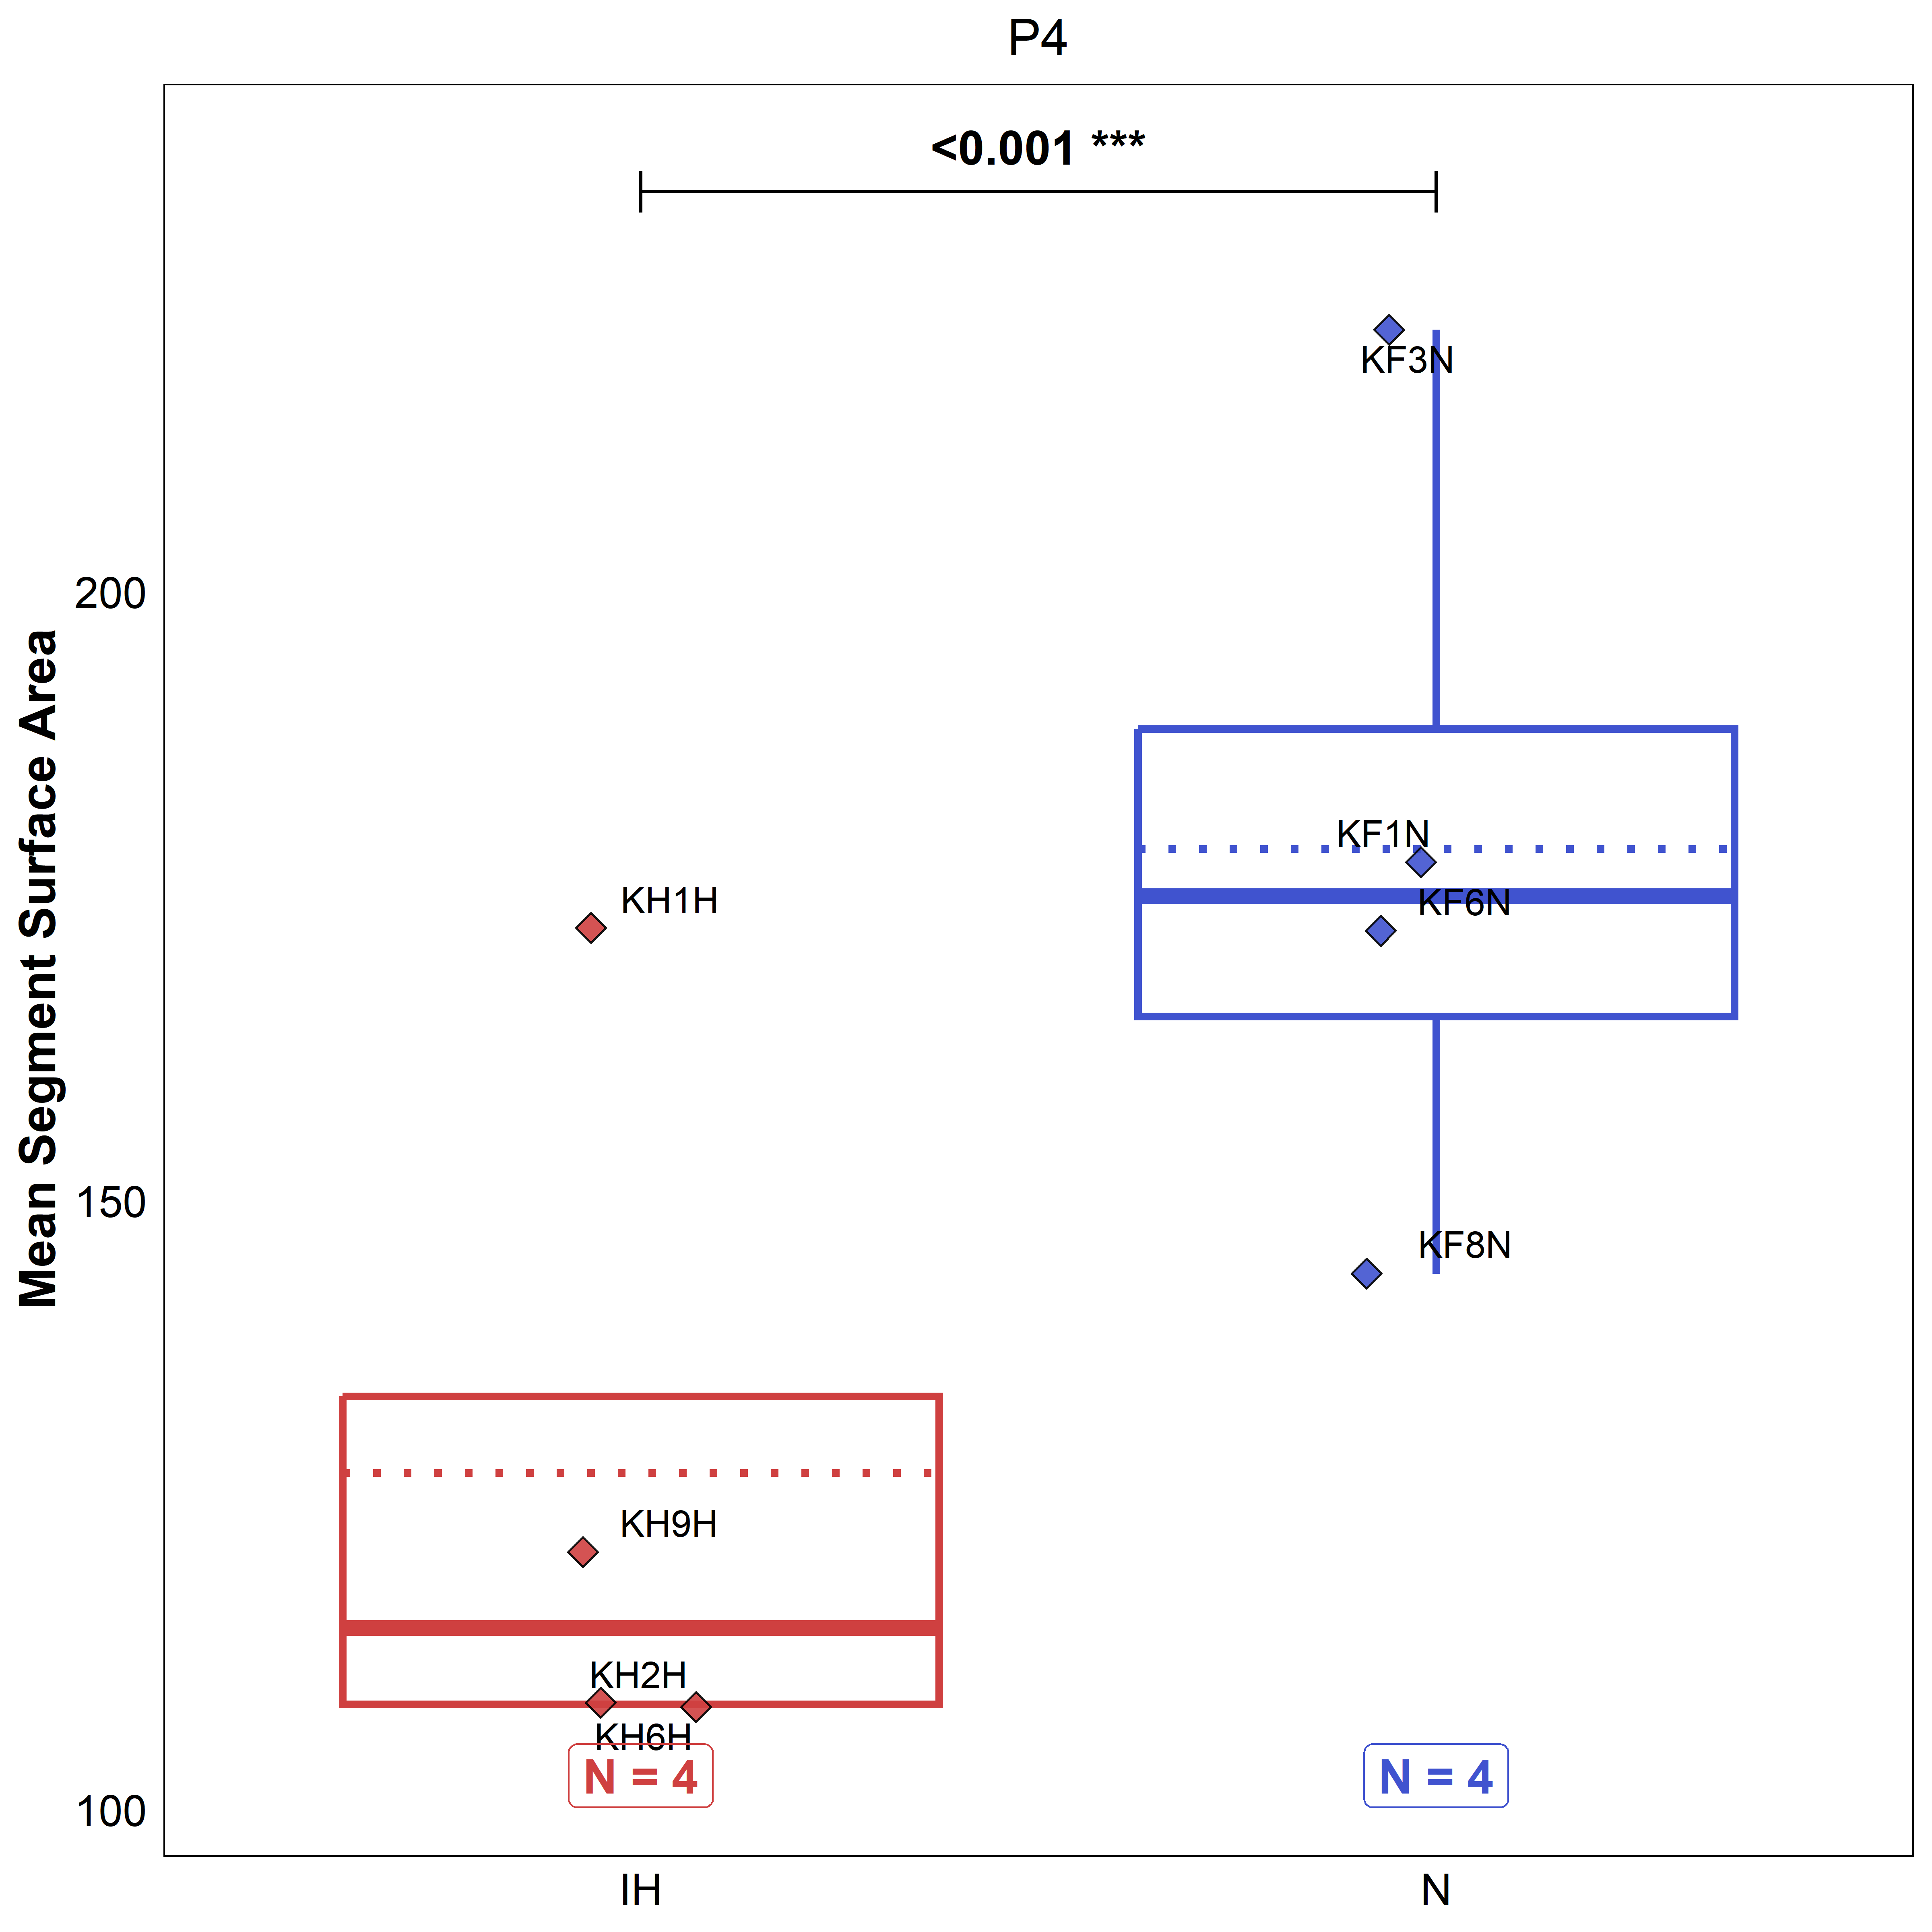 P4
<0.001 ***
KF3N
200
KF1N
KH1H
KF6N
Mean Segment Surface Area
150
KF8N
KH9H
KH2H
KH6H
N = 4
N = 4
100
IH
N